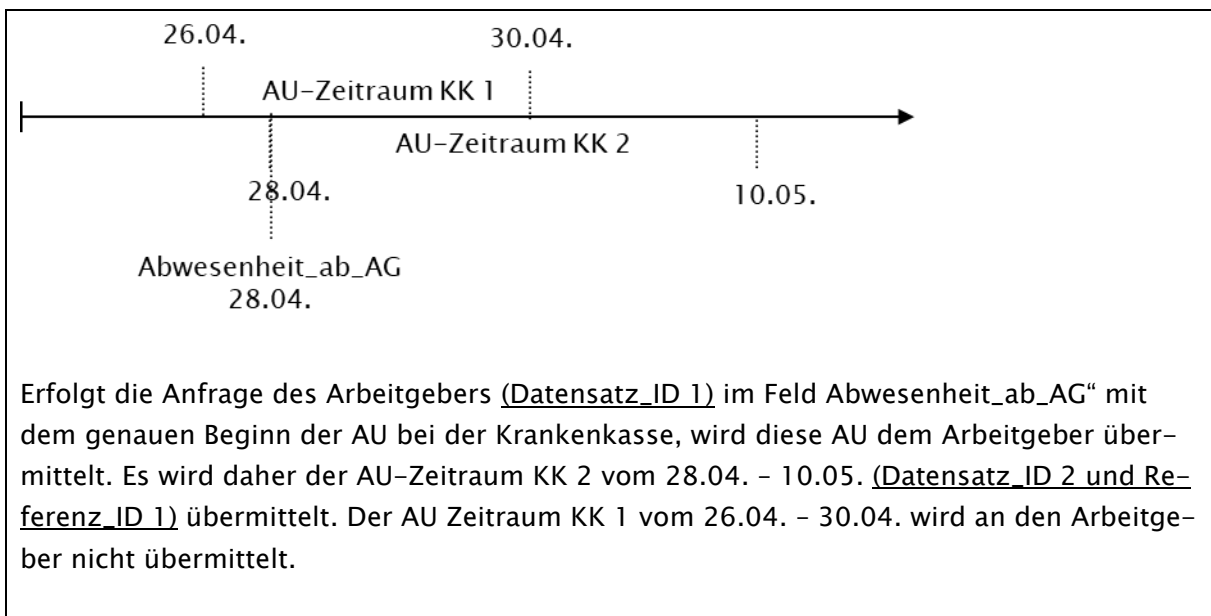 26.04.
30.04.
AU-Zeitraum KK 1
AU-Zeitraum KK 2
28.04.
10.05.
Abwesenheit_ab_AG
28.04.
Erfolgt die Anfrage des Arbeitgebers (Datensatz_ID 1) im Feld Abwesenheit_ab_AG“ mit
dem genauen Beginn der AU bei der Krankenkasse, wird diese AU dem Arbeitgeber über-
mittelt. Es wird daher der AU-Zeitraum KK 2 vom 28.04. – 10.05. (Datensatz_ID 2 und Re-
ferenz_ID 1) übermittelt. Der AU Zeitraum KK 1 vom 26.04. – 30.04. wird an den Arbeitge-
ber nicht übermittelt.